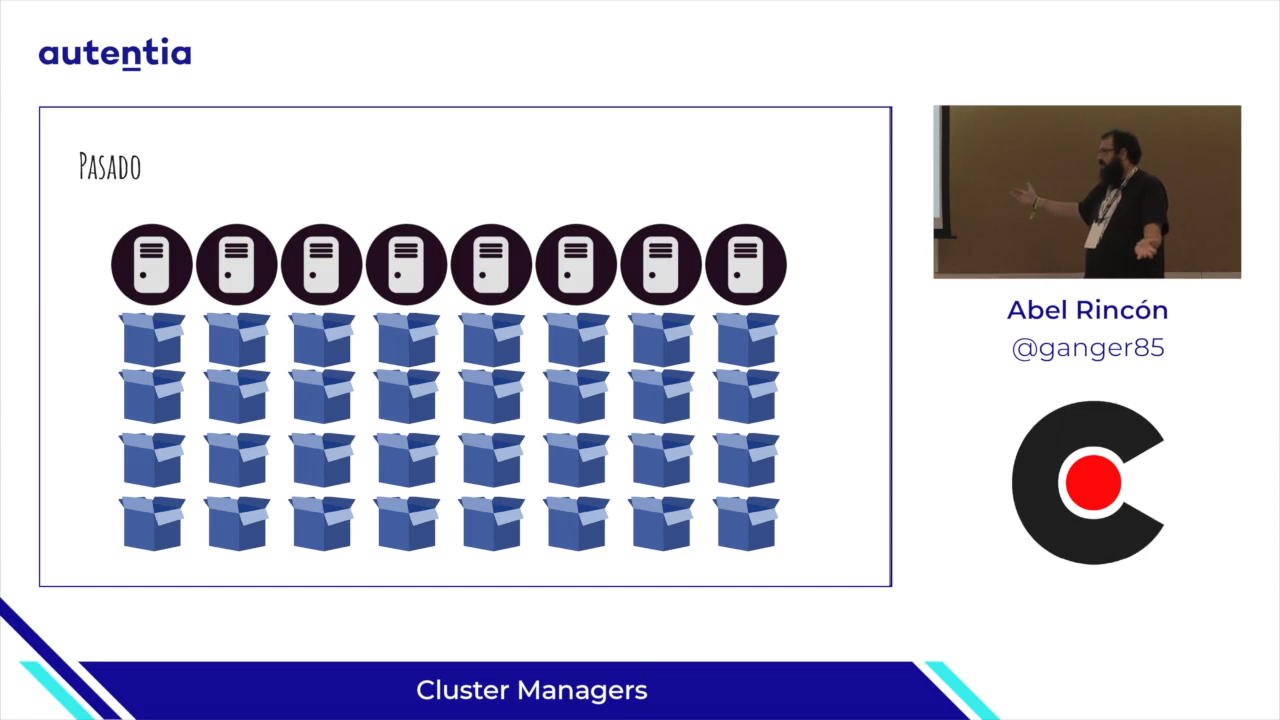 autentia
Pasado
Abel Rincón
@ganger85
Cluster Managers